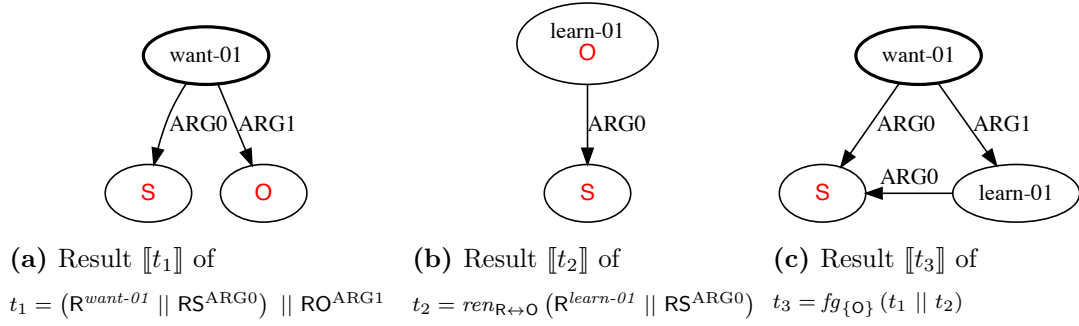 want-01
ARG0 ARG1
S O
learn-01
O
ARG0
S
want-01
ARG0 ARG1
ARG0
S learn-01
(a) Result ⟦t₁⟧ of
t₁ = (R^want-01 || RS^ARG0) || RO^ARG1
(b) Result ⟦t₂⟧ of
t₂ = ren_R↔O (R^learn-01 || RS^ARG0)
(c) Result ⟦t₃⟧ of
t₃ = fg_{O} (t₁ || t₂)